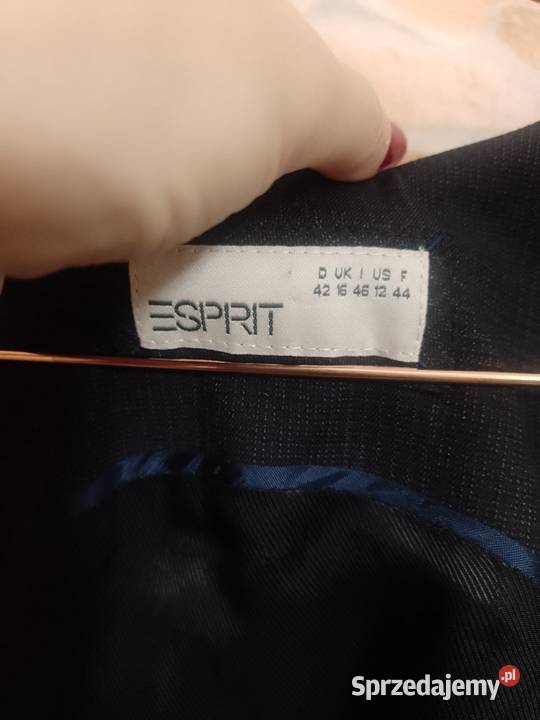 D UK I US F
42 16 46 12 44
ESPRIT
Sprzedajemy.pl